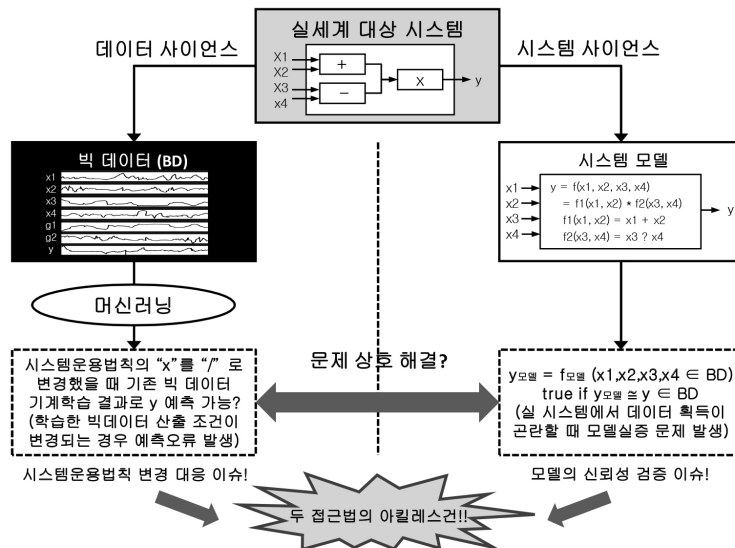 실세계 대상 시스템
데이터 사이언스
시스템 사이언스
X1
X2
X3
x4
+
−
X
y
빅 데이터 (BD)
x1
x2
x3
x4
g1
g2
y
머신러닝
시스템운용법칙의 “x”를 “/” 로
변경했을 때 기존 빅 데이터
기계학습 결과로 y 예측 가능?
(학습한 빅데이터 산출 조건이
변경되는 경우 예측오류 발생)
시스템운용법칙 변경 대응 이슈!
문제 상호 해결?
시스템 모델
x1
x2
x3
x4
y = f(x1, x2, x3, x4)
= f1(x1, x2) * f2(x3, x4)
f1(x1, x2) = x1 + x2
f2(x3, x4) = x3 ? x4
y
y모델 = f모델 (x1,x2,x3,x4 ∈ BD)
true if y모델 ≅ y ∈ BD
(실 시스템에서 데이터 획득이
곤란할 때 모델실증 문제 발생)
모델의 신뢰성 검증 이슈!
두 접근법의 아킬레스건!!